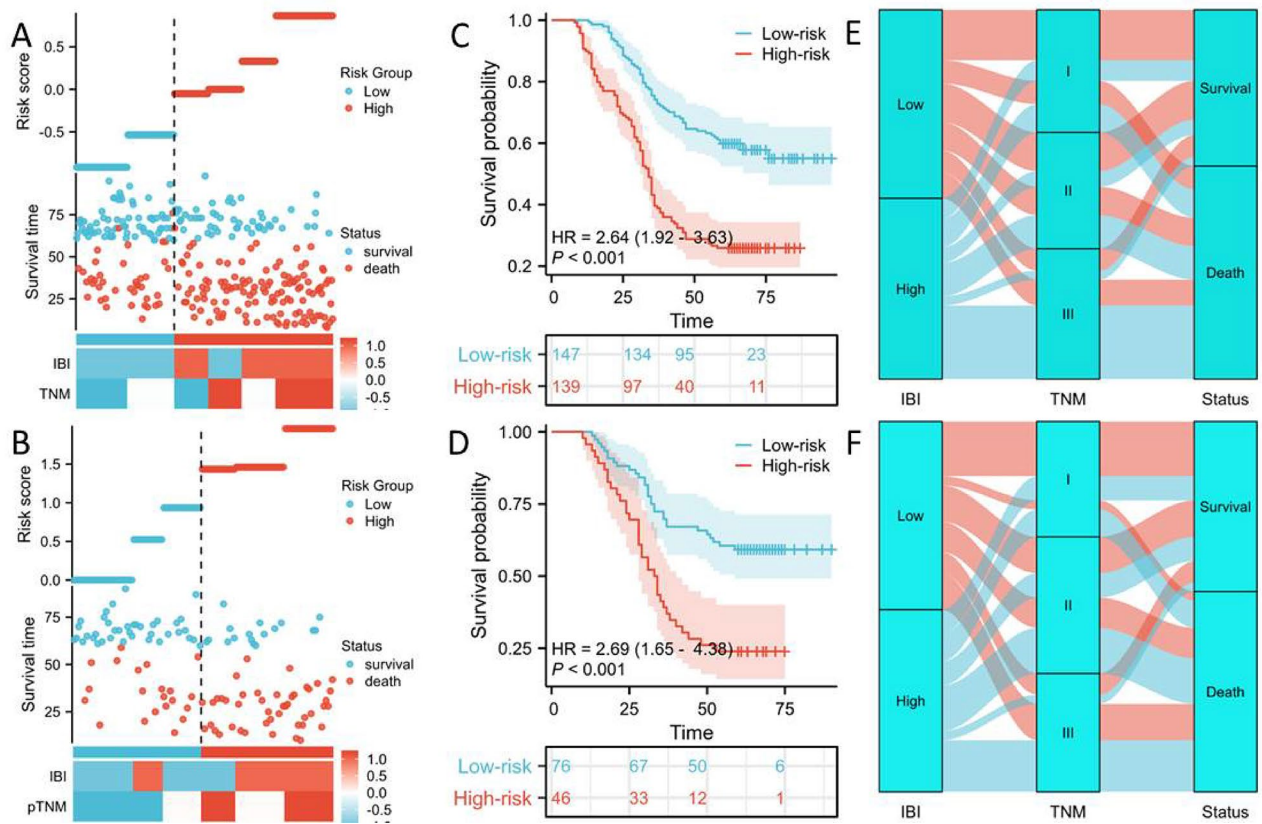 A
Risk score
0.5
0.0
-0.5
Risk Group
Low
High
Survival time
75
50
25
Status
survival
death
IBI
TNM
1.0
0.5
0.0
-0.5
B
Risk score
1.5
1.0
0.5
0.0
Risk Group
Low
High
Survival time
75
50
25
Status
survival
death
IBI
pTNM
1.0
0.5
0.0
-0.5
C
Survival probability
1.0
0.8
0.6
0.4
0.2
Low-risk
High-risk
HR = 2.64 (1.92 - 3.63)
P < 0.001
0 25 50 75
Time
Low-risk 147 134 95 23
High-risk 139 97 40 11
D
Survival probability
1.00
0.75
0.50
0.25
Low-risk
High-risk
HR = 2.69 (1.65 - 4.38)
P < 0.001
0 25 50 75
Time
Low-risk 76 67 50 6
High-risk 46 33 12 1
E
Low
High
I
II
III
Survival
Death
IBI TNM Status
F
Low
High
I
II
III
Survival
Death
IBI TNM Status